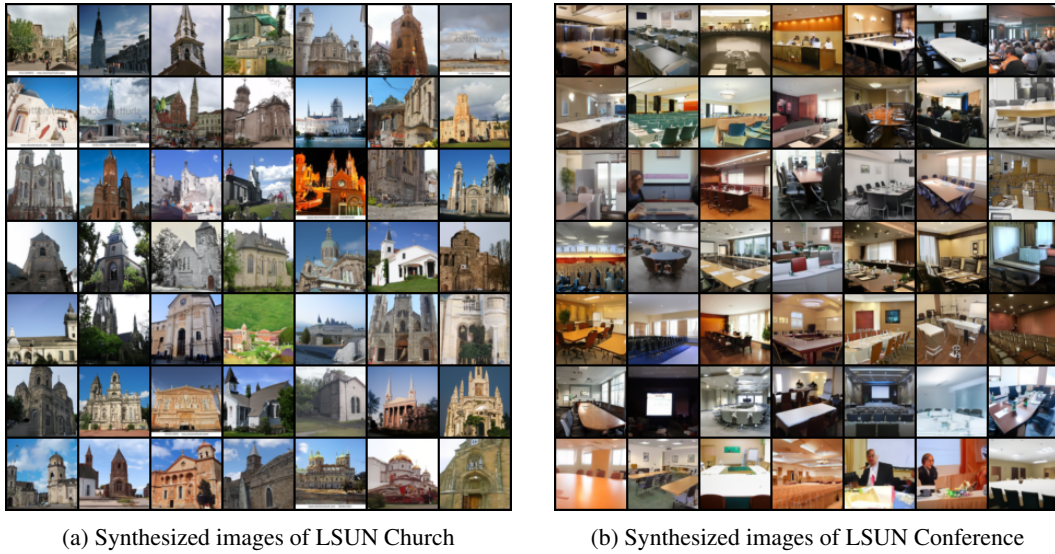 (a) Synthesized images of LSUN Church
(b) Synthesized images of LSUN Conference